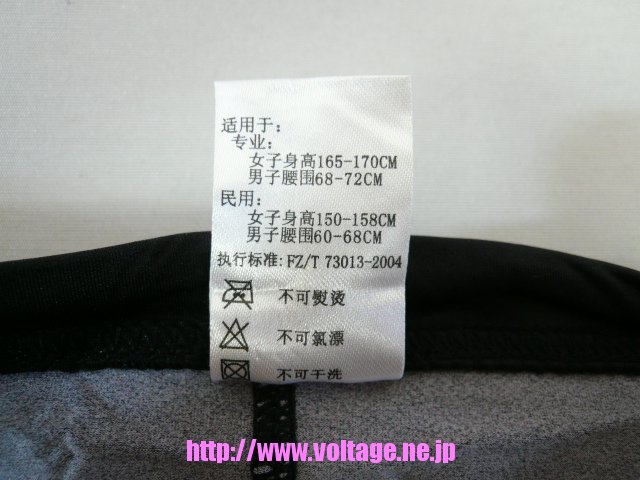 适用于：
专业：
女子身高165-170CM
男子腰围68-72CM
民用：
女子身高150-158CM
男子腰围60-68CM
执行标准：FZ/T 73013-2004
不可熨烫
不可氯漂
不可干洗
http://www.voltage.ne.jp